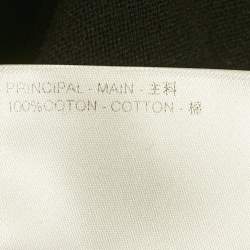 PRINCIPAL - MAIN - 主料
100%COTON - COTTON - 棉